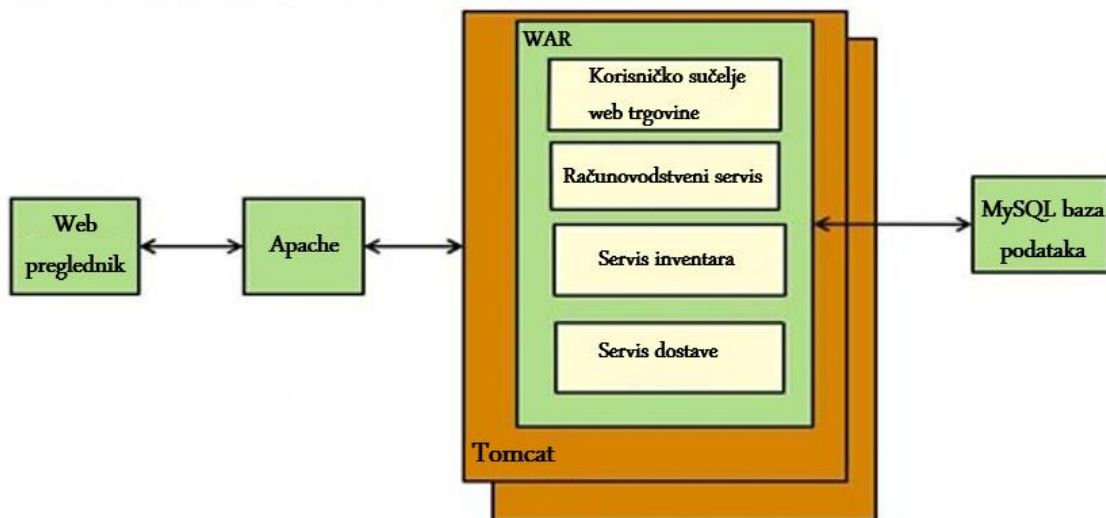 WAR
Korisničko sučelje
web trgovine
Računovodstveni servis
Servis inventara
Servis dostave
Tomcat
Web
preglednik
Apache
MySQL baza
podataka